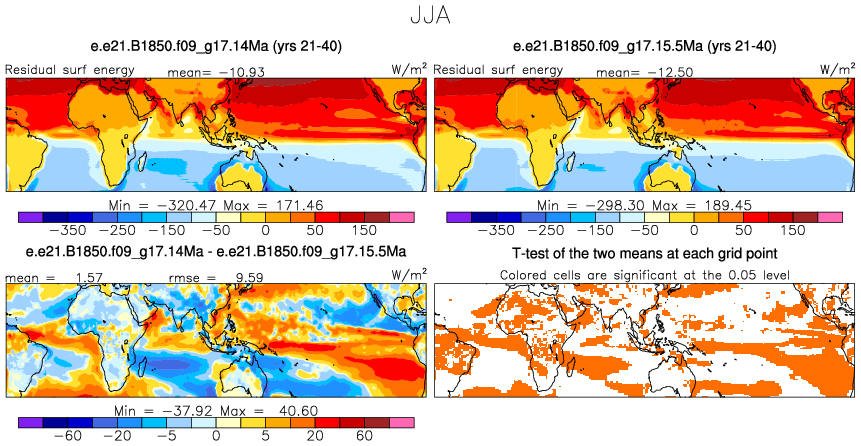 JJA
e.e21.B1850.f09_g17.14Ma (yrs 21-40)
Residual surf energy mean= -10.93 W/m²
Min = -320.47 Max = 171.46
-350 -250 -150 -50 0 50 150
e.e21.B1850.f09_g17.15.5Ma (yrs 21-40)
Residual surf energy mean= -12.50 W/m²
Min = -298.30 Max = 189.45
-350 -250 -150 -50 0 50 150
e.e21.B1850.f09_g17.14Ma - e.e21.B1850.f09_g17.15.5Ma
mean = 1.57 rmse = 9.59 W/m²
Min = -37.92 Max = 40.60
-60 -20 -5 0 5 20 60
T-test of the two means at each grid point
Colored cells are significant at the 0.05 level